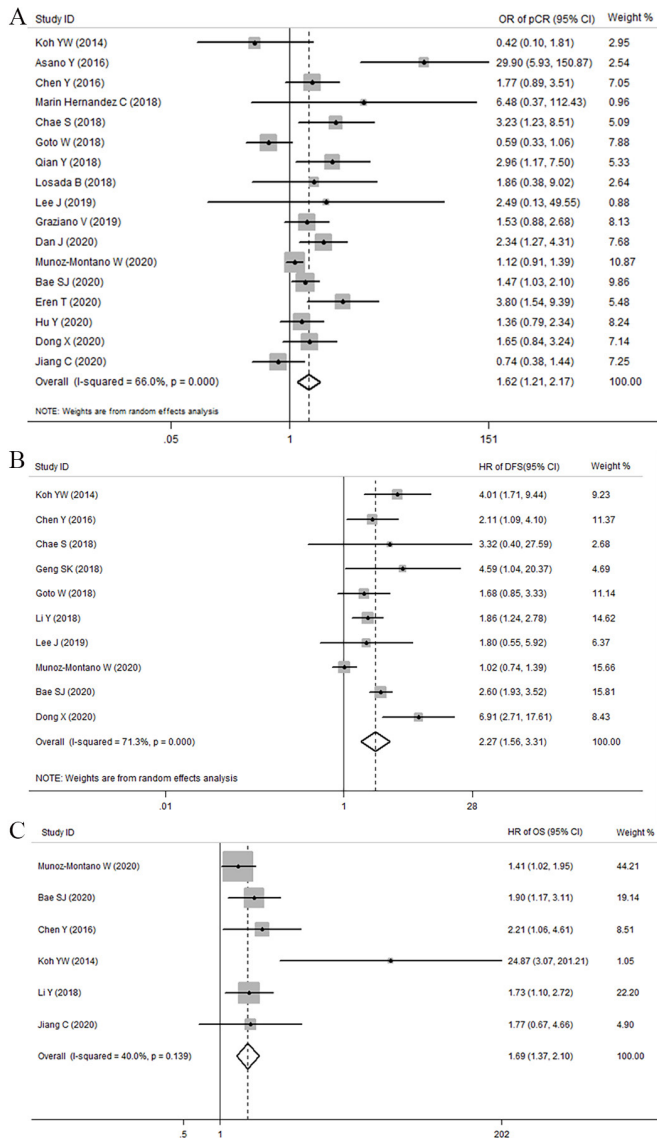 A
Study ID OR of pCR (95% CI) Weight %
Koh YW (2014) 0.42 (0.10, 1.81) 2.95
Asano Y (2016) 29.90 (5.93, 150.87) 2.54
Chen Y (2016) 1.77 (0.89, 3.51) 7.05
Marin Hernandez C (2018) 6.48 (0.37, 112.43) 0.96
Chae S (2018) 3.23 (1.23, 8.51) 5.09
Goto W (2018) 0.59 (0.33, 1.06) 7.88
Qian Y (2018) 2.96 (1.17, 7.50) 5.33
Losada B (2018) 1.86 (0.38, 9.02) 2.64
Lee J (2019) 2.49 (0.13, 49.55) 0.88
Graziano V (2019) 1.53 (0.88, 2.68) 8.13
Dan J (2020) 2.34 (1.27, 4.31) 7.68
Munoz-Montano W (2020) 1.12 (0.91, 1.39) 10.87
Bae SJ (2020) 1.47 (1.03, 2.10) 9.86
Eren T (2020) 3.80 (1.54, 9.39) 5.48
Hu Y (2020) 1.36 (0.79, 2.34) 8.24
Dong X (2020) 1.65 (0.84, 3.24) 7.14
Jiang C (2020) 0.74 (0.38, 1.44) 7.25
Overall (I-squared = 66.0%, p = 0.000) 1.62 (1.21, 2.17) 100.00
NOTE: Weights are from random effects analysis
.05 1 151
B
Study ID HR of DFS(95% CI) Weight %
Koh YW (2014) 4.01 (1.71, 9.44) 9.23
Chen Y (2016) 2.11 (1.09, 4.10) 11.37
Chae S (2018) 3.32 (0.40, 27.59) 2.68
Geng SK (2018) 4.59 (1.04, 20.37) 4.69
Goto W (2018) 1.68 (0.85, 3.33) 11.14
Li Y (2018) 1.86 (1.24, 2.78) 14.62
Lee J (2019) 1.80 (0.55, 5.92) 6.37
Munoz-Montano W (2020) 1.02 (0.74, 1.39) 15.66
Bae SJ (2020) 2.60 (1.93, 3.52) 15.81
Dong X (2020) 6.91 (2.71, 17.61) 8.43
Overall (I-squared = 71.3%, p = 0.000) 2.27 (1.56, 3.31) 100.00
NOTE: Weights are from random effects analysis
.01 1 28
C
Study ID HR of OS (95% CI) Weight %
Munoz-Montano W (2020) 1.41 (1.02, 1.95) 44.21
Bae SJ (2020) 1.90 (1.17, 3.11) 19.14
Chen Y (2016) 2.21 (1.06, 4.61) 8.51
Koh YW (2014) 24.87 (3.07, 201.21) 1.05
Li Y (2018) 1.73 (1.10, 2.72) 22.20
Jiang C (2020) 1.77 (0.67, 4.66) 4.90
Overall (I-squared = 40.0%, p = 0.139) 1.69 (1.37, 2.10) 100.00
.5 1 202